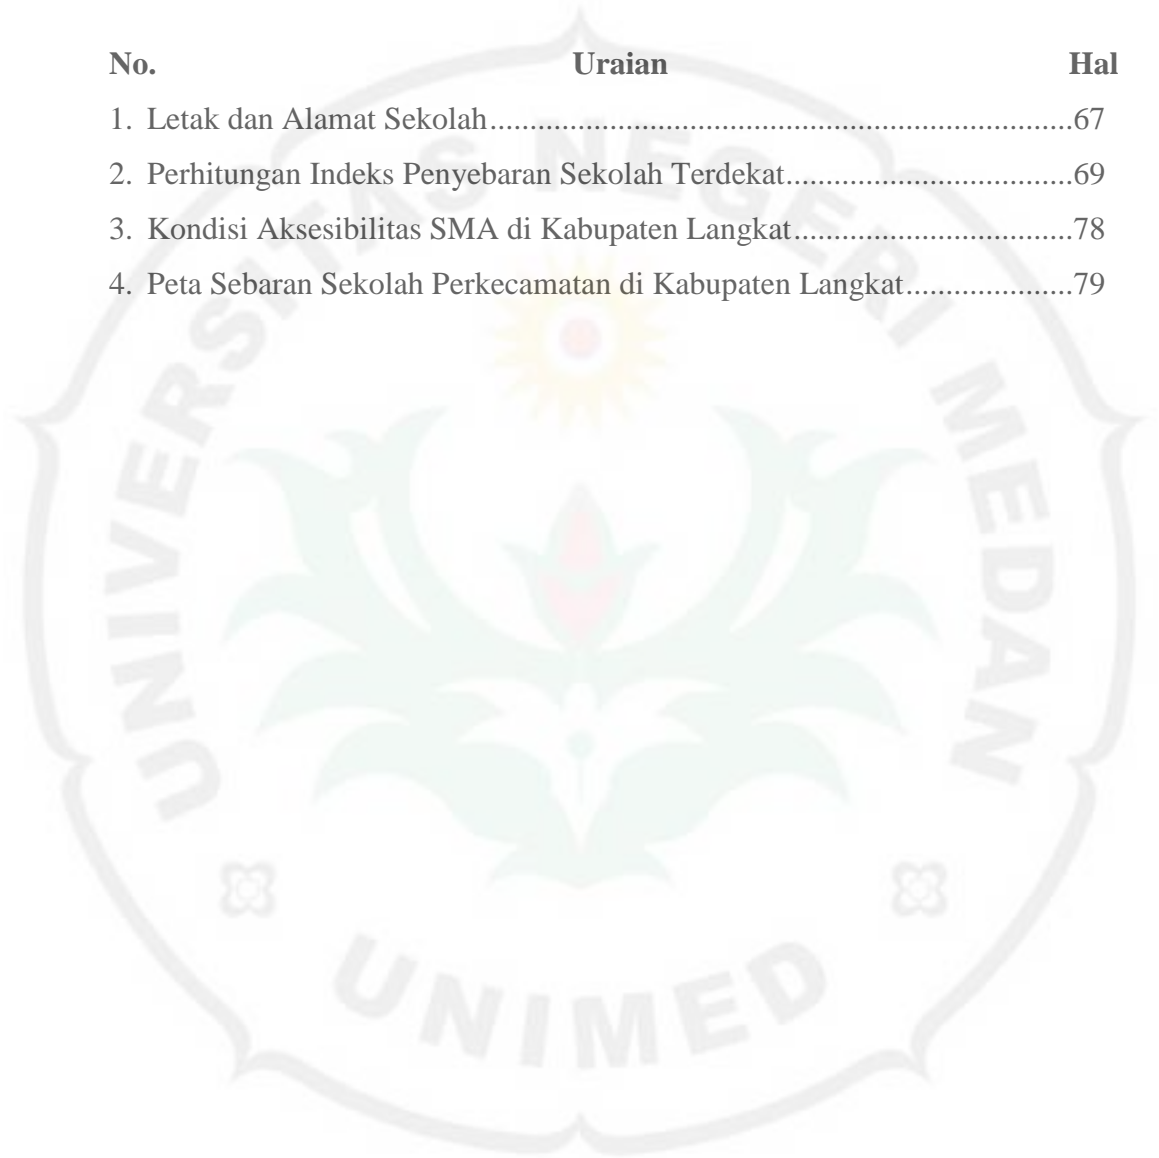 No. Uraian Hal
1. Letak dan Alamat Sekolah..........................................................................67
2. Perhitungan Indeks Penyebaran Sekolah Terdekat....................................69
3. Kondisi Aksesibilitas SMA di Kabupaten Langkat...................................78
4. Peta Sebaran Sekolah Perkecamatan di Kabupaten Langkat.....................79
UNIVERSITAS NEGERI MEDAN
UNIMED